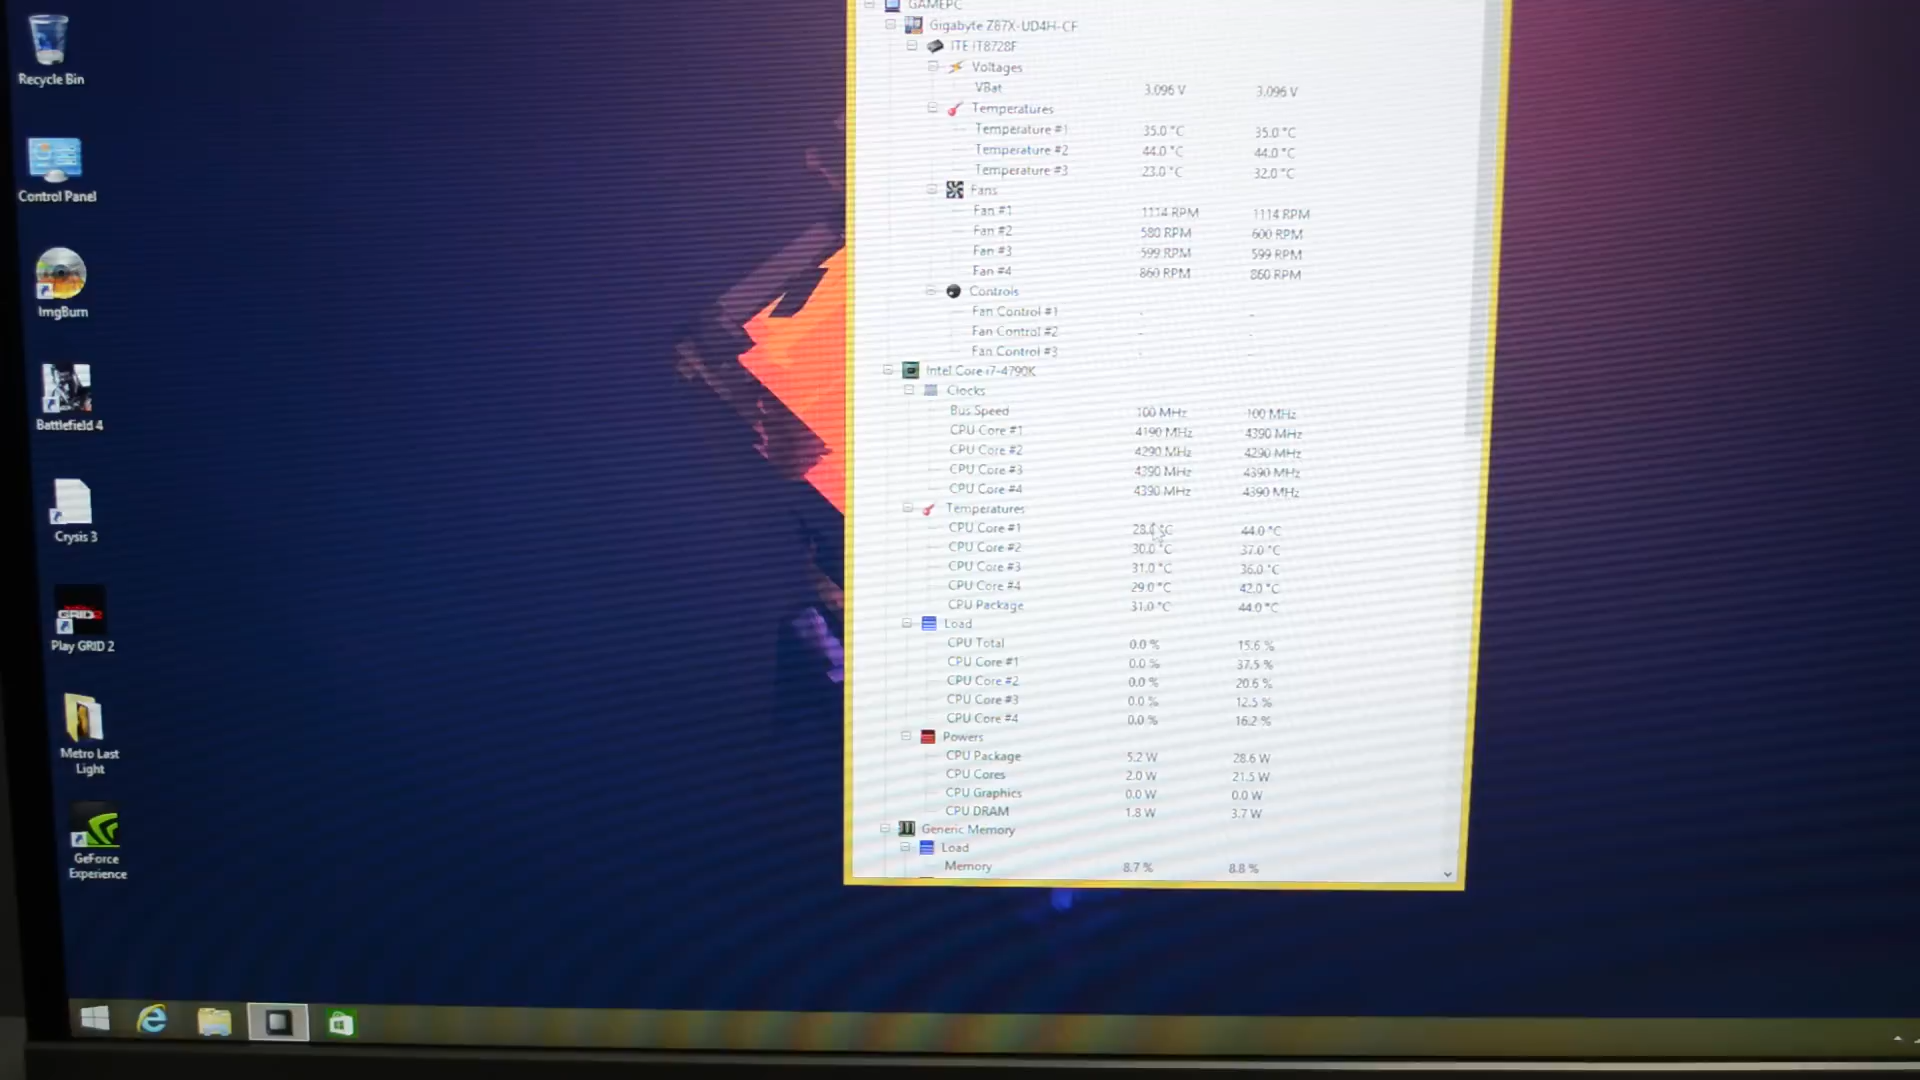 Recycle Bin
Control Panel
ImgBurn
Battlefield 4
Crysis 3
GRID2
Play GRID 2
Metro Last
Light
GeForce
Experience
GAMEPC
Gigabyte Z87X-UD4H-CF
ITE IT8728F
Voltages
VBat 3.096 V 3.096 V
Temperatures
Temperature #1 35.0 °C 35.0 °C
Temperature #2 44.0 °C 44.0 °C
Temperature #3 23.0 °C 32.0 °C
Fans
Fan #1 1114 RPM 1114 RPM
Fan #2 580 RPM 600 RPM
Fan #3 599 RPM 599 RPM
Fan #4 860 RPM 860 RPM
Controls
Fan Control #1 - -
Fan Control #2 - -
Fan Control #3 - -
Intel Core i7-4790K
Clocks
Bus Speed 100 MHz 100 MHz
CPU Core #1 4190 MHz 4390 MHz
CPU Core #2 4290 MHz 4290 MHz
CPU Core #3 4390 MHz 4390 MHz
CPU Core #4 4390 MHz 4390 MHz
Temperatures
CPU Core #1 44.0 °C
CPU Core #2 30.0 °C 37.0 °C
CPU Core #3 31.0 °C 36.0 °C
CPU Core #4 29.0 °C 42.0 °C
CPU Package 31.0 °C 44.0 °C
Load
CPU Total 0.0 % 15.6 %
CPU Core #1 0.0 % 37.5 %
CPU Core #2 0.0 % 20.6 %
CPU Core #3 0.0 % 12.5 %
CPU Core #4 0.0 % 16.2 %
Powers
CPU Package 5.2 W 28.6 W
CPU Cores 2.0 W 21.5 W
CPU Graphics 0.0 W 0.0 W
CPU DRAM 1.8 W 3.7 W
Generic Memory
Load
Memory 8.7 % 8.8 %